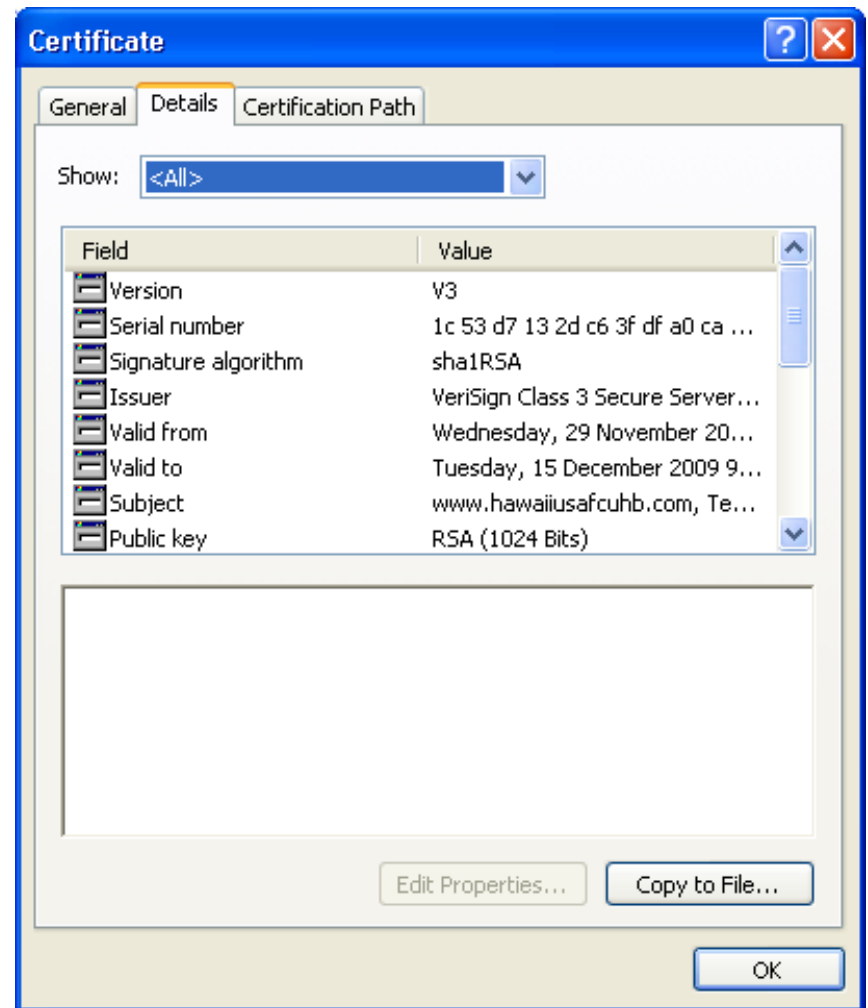 Certificate
General Details Certification Path
Show: <All>
Field Value
Version V3
Serial number 1c 53 d7 13 2d c6 3f df a0 ca ...
Signature algorithm sha1RSA
Issuer VeriSign Class 3 Secure Server...
Valid from Wednesday, 29 November 20...
Valid to Tuesday, 15 December 2009 9...
Subject www.hawaiiusafcuhb.com, Te...
Public key RSA (1024 Bits)
Edit Properties... Copy to File...
OK